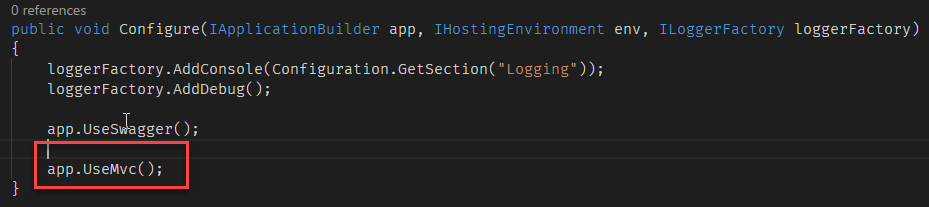 0 references
public void Configure(IApplicationBuilder app, IHostingEnvironment env, ILoggerFactory loggerFactory)
{
loggerFactory.AddConsole(Configuration.GetSection("Logging"));
loggerFactory.AddDebug();
app.UseSwagger();
app.UseMvc();
}